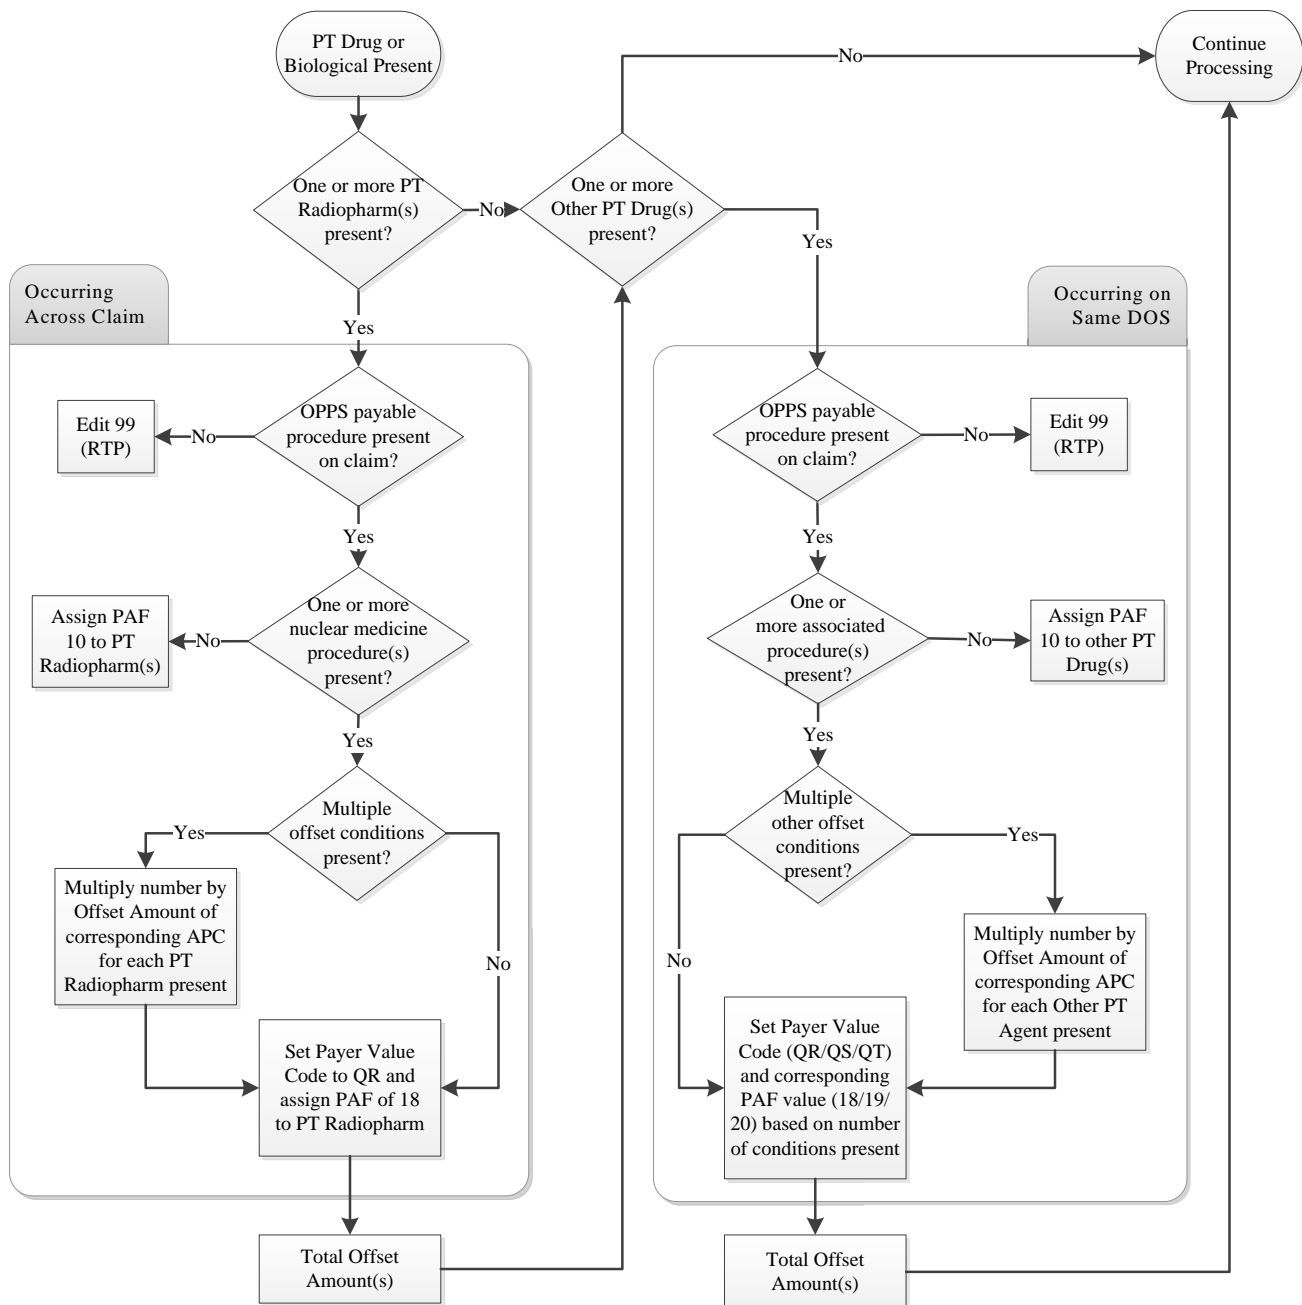 PT Drug or
Biological Present
No
Continue
Processing
One or more PT
Radiopharm(s)
present?
No
One or more
Other PT Drug(s)
present?
Yes
Occurring
Across Claim
Yes
Occurring on
Same DOS
OPPS payable
procedure present
on claim?
No
Edit 99
(RTP)
Yes
OPPS payable
procedure present
on claim?
No
Edit 99
(RTP)
Yes
One or more
nuclear medicine
procedure(s)
present?
No
Assign PAF
10 to PT
Radiopharm(s)
Yes
One or
more associated
procedure(s)
present?
No
Assign PAF
10 to other PT
Drug(s)
Yes
Multiple
offset conditions
present?
Yes
No
Multiply number by
Offset Amount of
corresponding APC
for each PT
Radiopharm present
Set Payer Value
Code to QR and
assign PAF of 18
to PT Radiopharm
Total Offset
Amount(s)
Multiple
other offset
conditions
present?
Yes
No
Multiply number by
Offset Amount of
corresponding APC
for each Other PT
Agent present
Set Payer Value
Code (QR/QS/QT)
and corresponding
PAF value (18/19/
20) based on number
of conditions present
Total Offset
Amount(s)